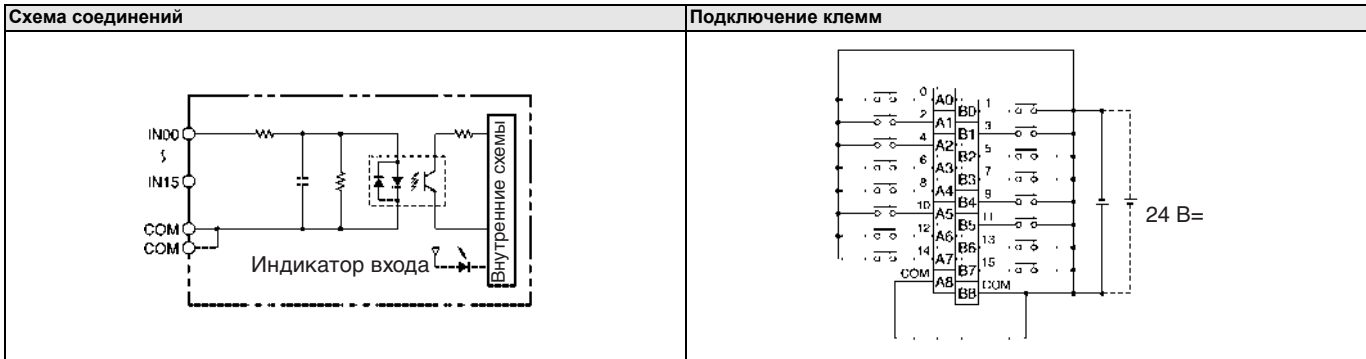 Схема соединений
Подключение клемм
IN00
IN15
COM
COM
Индикатор входа
Внутренние схемы
0
A0
B0
1
2
A1
B1
3
4
A2
B2
5
6
A3
B3
7
8
A4
B4
9
10
A5
B5
11
12
A6
B6
13
14
A7
B7
15
COM
A8
B8
COM
24 В=